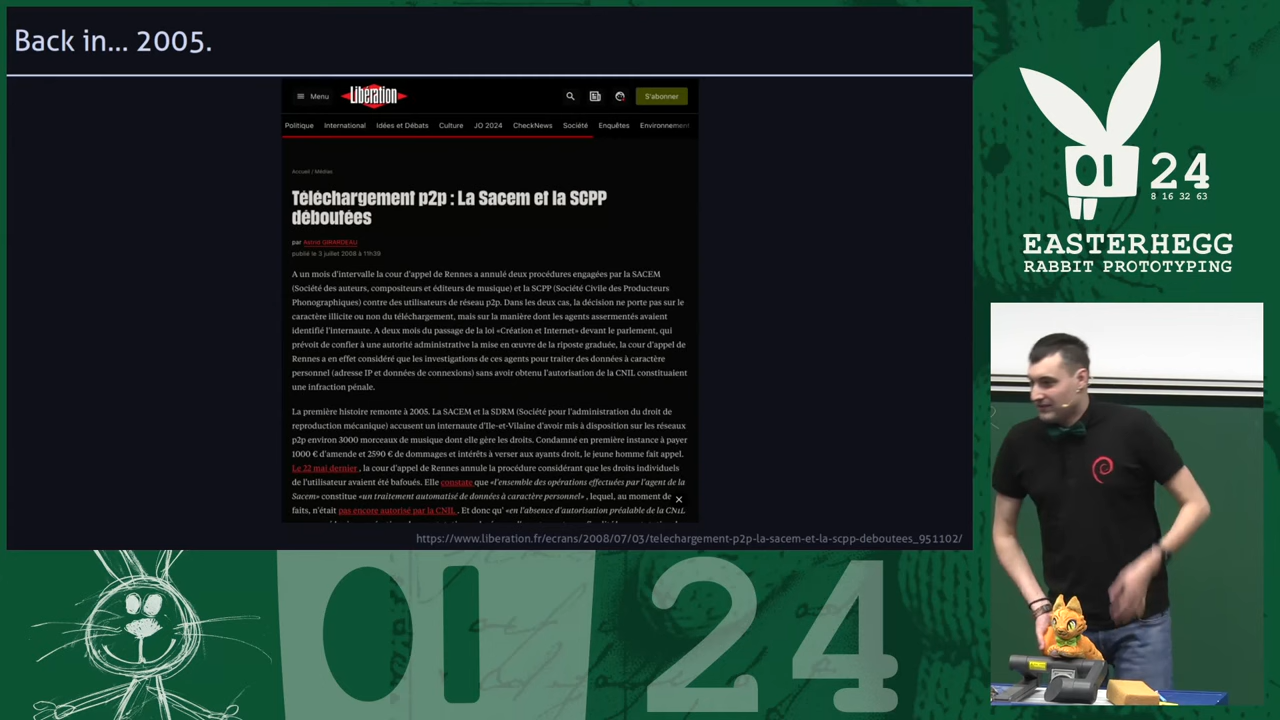 Back in... 2005.
Menu
Libération
S'abonner
Politique International Idées et Débats Culture JO 2024 CheckNews Société Enquêtes Environnement
Accueil / Médias
Téléchargement p2p : La Sacem et la SCPP
déboutées
par Astrid GIRARDEAU
publié le 3 juillet 2008 à 11h39
A un mois d'intervalle la cour d'appel de Rennes a annulé deux procédures engagées par la SACEM
(Société des auteurs, compositeurs et éditeurs de musique) et la SCPP (Société Civile des Producteurs
Phonographiques) contre des utilisateurs de réseau p2p. Dans les deux cas, la décision ne porte pas sur le
caractère illicite ou non du téléchargement, mais sur la manière dont les agents assermentés avaient
identifié l'internaute. A deux mois du passage de la loi «Création et Internet» devant le parlement, qui
prévoit de confier à une autorité administrative la mise en œuvre de la riposte graduée, la cour d'appel de
Rennes a en effet considéré que les investigations de ces agents pour traiter des données à caractère
personnel (adresse IP et données de connexions) sans avoir obtenu l'autorisation de la CNIL constituaient
une infraction pénale.
La première histoire remonte à 2005. La SACEM et la SDRM (Société pour l'administration du droit de
reproduction mécanique) accusent un internaute d'Ile-et-Vilaine d'avoir mis à disposition sur les réseaux
p2p environ 3000 morceaux de musique dont elle gère les droits. Condamné en première instance à payer
1000 € d'amende et 2590 € de dommages et intérêts à verser aux ayants droit, le jeune homme fait appel.
Le 22 mai dernier , la cour d'appel de Rennes annule la procédure considérant que les droits individuels
de l'utilisateur avaient été bafoués. Elle constate que «l'ensemble des opérations effectuées par l'agent de la
Sacem» constitue «un traitement automatisé de données à caractère personnel» , lequel, au moment de
faits, n'était pas encore autorisé par la CNIL . Et donc qu' «en l'absence d'autorisation préalable de la CNIL
https://www.liberation.fr/ecrans/2008/07/03/telechargement-p2p-la-sacem-et-la-scpp-deboutees_951102/
24
8 16 32 63
EASTERHEGG
RABBIT PROTOTYPING
24